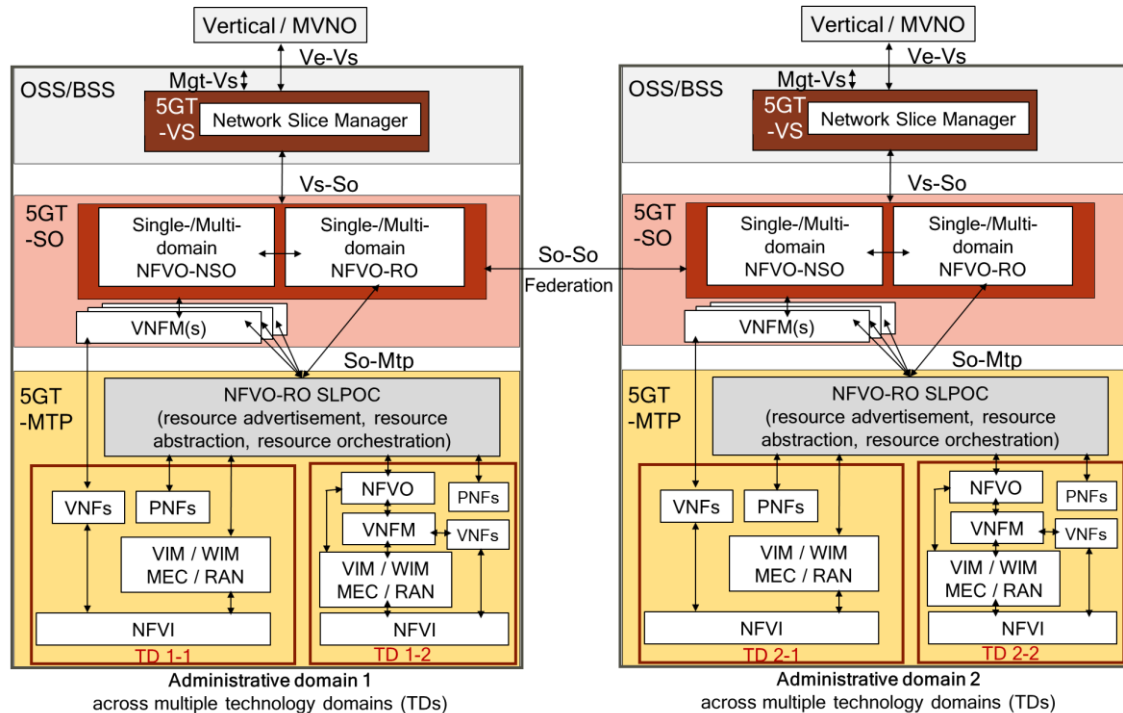 Vertical / MVNO
Ve-Vs
Mgt-Vs
OSS/BSS
5GT
-VS
Network Slice Manager
Vs-So
5GT
-SO
Single-/Multi-
domain
NFVO-NSO
Single-/Multi-
domain
NFVO-RO
VNFM(s)
So-Mtp
5GT
-MTP
NFVO-RO SLPOC
(resource advertisement, resource
abstraction, resource orchestration)
VNFs
PNFs
VIM / WIM
MEC / RAN
NFVI
TD 1-1
NFVO
PNFs
VNFM
VNFs
VIM / WIM
MEC / RAN
NFVI
TD 1-2
Administrative domain 1
across multiple technology domains (TDs)
So-So
Federation
Vertical / MVNO
Ve-Vs
Mgt-Vs
OSS/BSS
5GT
-VS
Network Slice Manager
Vs-So
5GT
-SO
Single-/Multi-
domain
NFVO-NSO
Single-/Multi-
domain
NFVO-RO
VNFM(s)
So-Mtp
5GT
-MTP
NFVO-RO SLPOC
(resource advertisement, resource
abstraction, resource orchestration)
VNFs
PNFs
VIM / WIM
MEC / RAN
NFVI
TD 2-1
NFVO
PNFs
VNFM
VNFs
VIM / WIM
MEC / RAN
NFVI
TD 2-2
Administrative domain 2
across multiple technology domains (TDs)